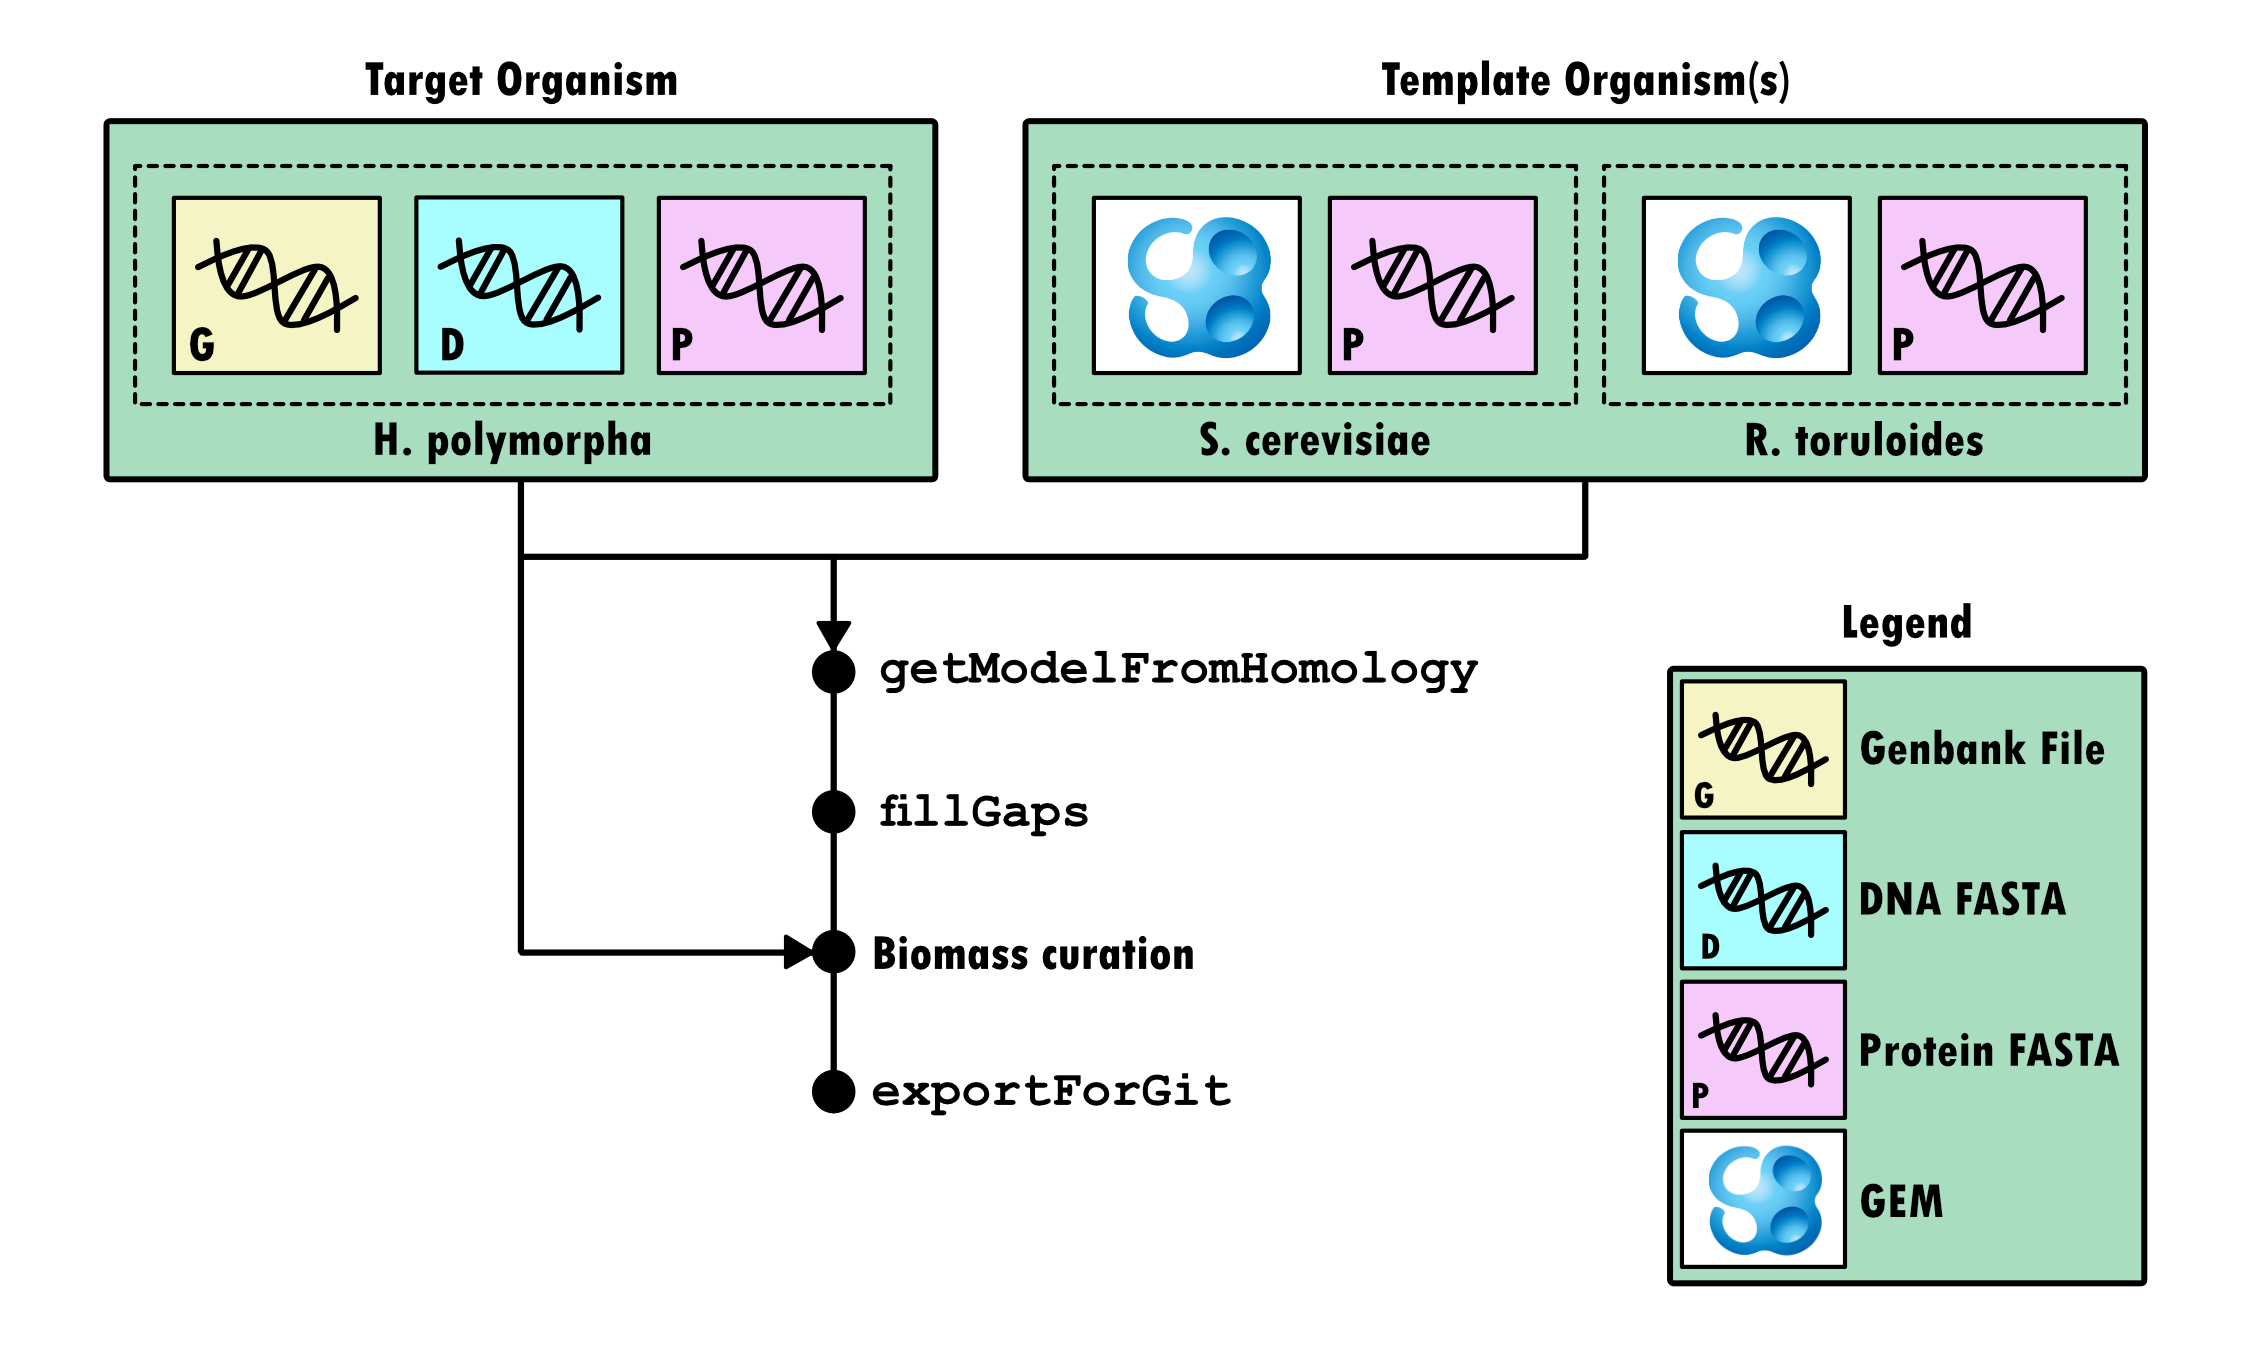 Target Organism
Template Organism(s)
G
D
P
P
P
H. polymorpha
S. cerevisiae
R. toruloides
getModelFromHomology
fillGaps
Biomass curation
exportForGit
Legend
G
Genbank File
D
DNA FASTA
P
Protein FASTA
GEM